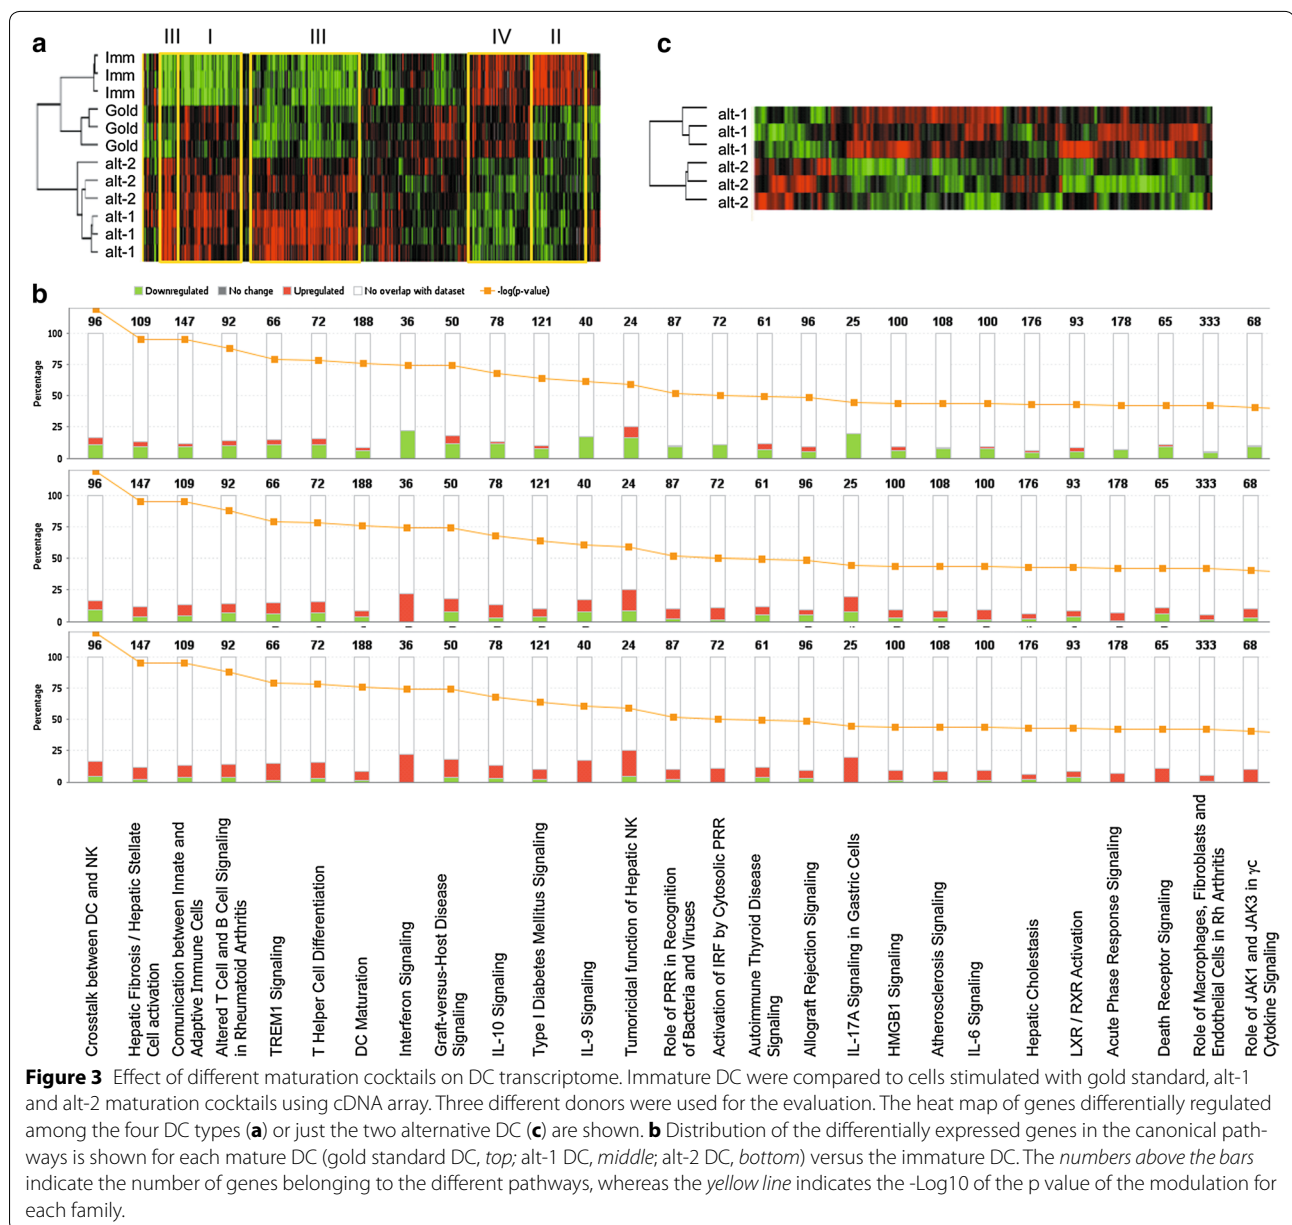 a
III I III IV II
Imm
Imm
Imm
Gold
Gold
Gold
alt-2
alt-2
alt-2
alt-1
alt-1
alt-1
c
alt-1
alt-1
alt-1
alt-2
alt-2
alt-2
b
Downregulated No change Upregulated No overlap with dataset -log(p-value)
96 109 147 92 66 72 188 36 50 78 121 40 24 87 72 61 96 25 100 108 100 176 93 178 65 333 68
Percentage
100
75
50
25
0
96 147 109 92 66 72 188 36 50 78 121 40 24 87 72 61 96 25 100 108 100 176 93 178 65 333 68
Percentage
100
75
50
25
0
96 147 109 92 66 72 188 36 50 78 121 40 24 87 72 61 96 25 100 108 100 176 93 178 65 333 68
Percentage
100
75
50
25
0
Crosstalk between DC and NK
Hepatic Fibrosis / Hepatic Stellate
Cell activation
Comunication between Innate and
Adaptive Immune Cells
Altered T Cell and B Cell Signaling
in Rheumatoid Arthritis
TREM1 Signaling
T Helper Cell Differentiation
DC Maturation
Interferon Signaling
Graft-versus-Host Disease
Signaling
IL-10 Signaling
Type I Diabetes Mellitus Signaling
IL-9 Signaling
Tumoricidal function of Hepatic NK
Role of PRR in Recognition
of Bacteria and Viruses
Activation of IRF by Cytosolic PRR
Autoimmune Thyroid Disease
Signaling
Allograft Rejection Signaling
IL-17A Signaling in Gastric Cells
HMGB1 Signaling
Atherosclerosis Signaling
IL-6 Signaling
Hepatic Cholestasis
LXR / RXR Activation
Acute Phase Response Signaling
Death Receptor Signaling
Role of Macrophages, Fibroblasts and
Endothelial Cells in Rh Arthritis
Role of JAK1 and JAK3 in γc
Cytokine Signaling
Figure 3 Effect of different maturation cocktails on DC transcriptome. Immature DC were compared to cells stimulated with gold standard, alt-1
and alt-2 maturation cocktails using cDNA array. Three different donors were used for the evaluation. The heat map of genes differentially regulated
among the four DC types (a) or just the two alternative DC (c) are shown. b Distribution of the differentially expressed genes in the canonical path-
ways is shown for each mature DC (gold standard DC, top; alt-1 DC, middle; alt-2 DC, bottom) versus the immature DC. The numbers above the bars
indicate the number of genes belonging to the different pathways, whereas the yellow line indicates the -Log10 of the p value of the modulation for
each family.